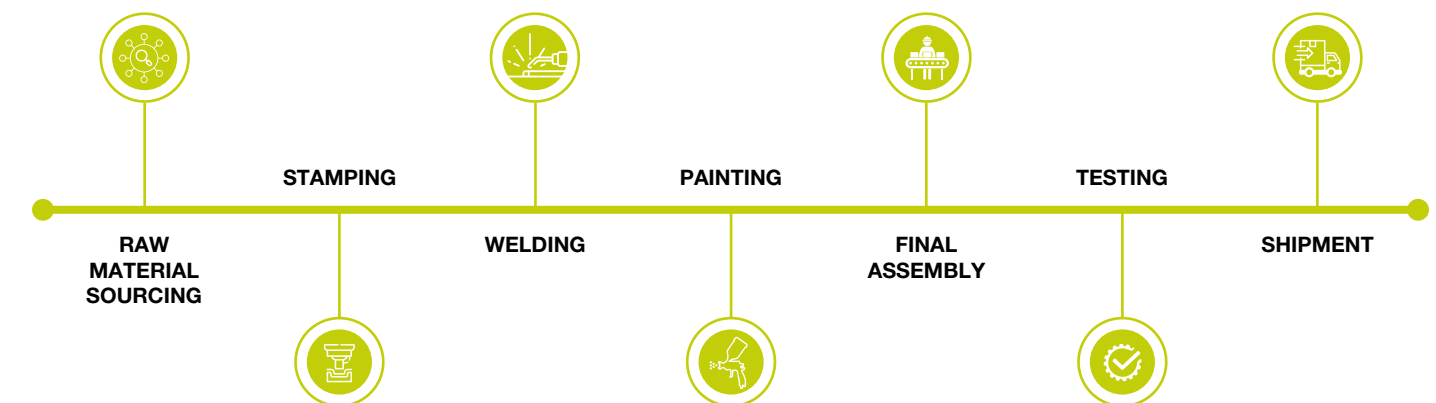 RAW
MATERIAL
SOURCING
STAMPING
WELDING
PAINTING
FINAL
ASSEMBLY
TESTING
SHIPMENT